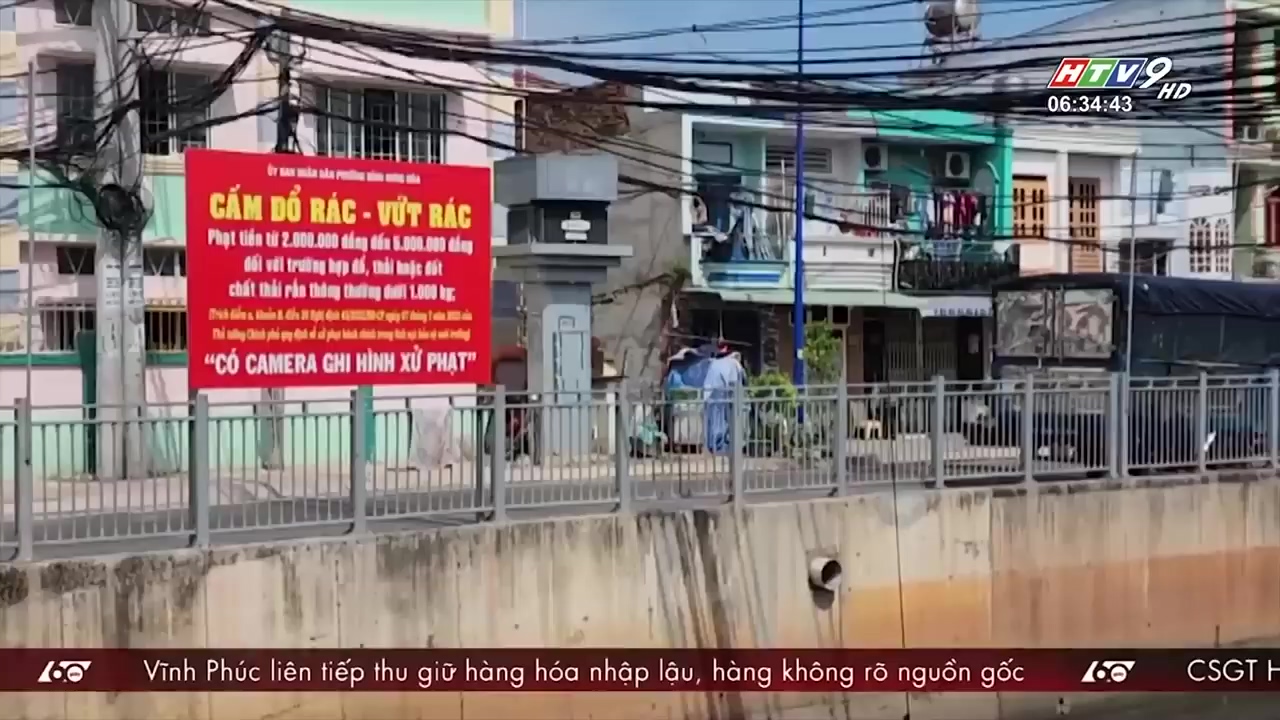 HTV9 HD
06:34:43
ỦY BAN NHÂN DÂN PHƯỜNG BÌNH HƯNG HÒA
CẤM ĐỔ RÁC - VỨT RÁC
Phạt tiền từ 2.000.000 đồng đến 5.000.000 đồng
đối với trường hợp đổ, thải hoặc đốt
chất thải rắn thông thường dưới 1.000 kg;
"CÓ CAMERA GHI HÌNH XỬ PHẠT"
60 Vĩnh Phúc liên tiếp thu giữ hàng hóa nhập lậu, hàng không rõ nguồn gốc 60 CSGT H